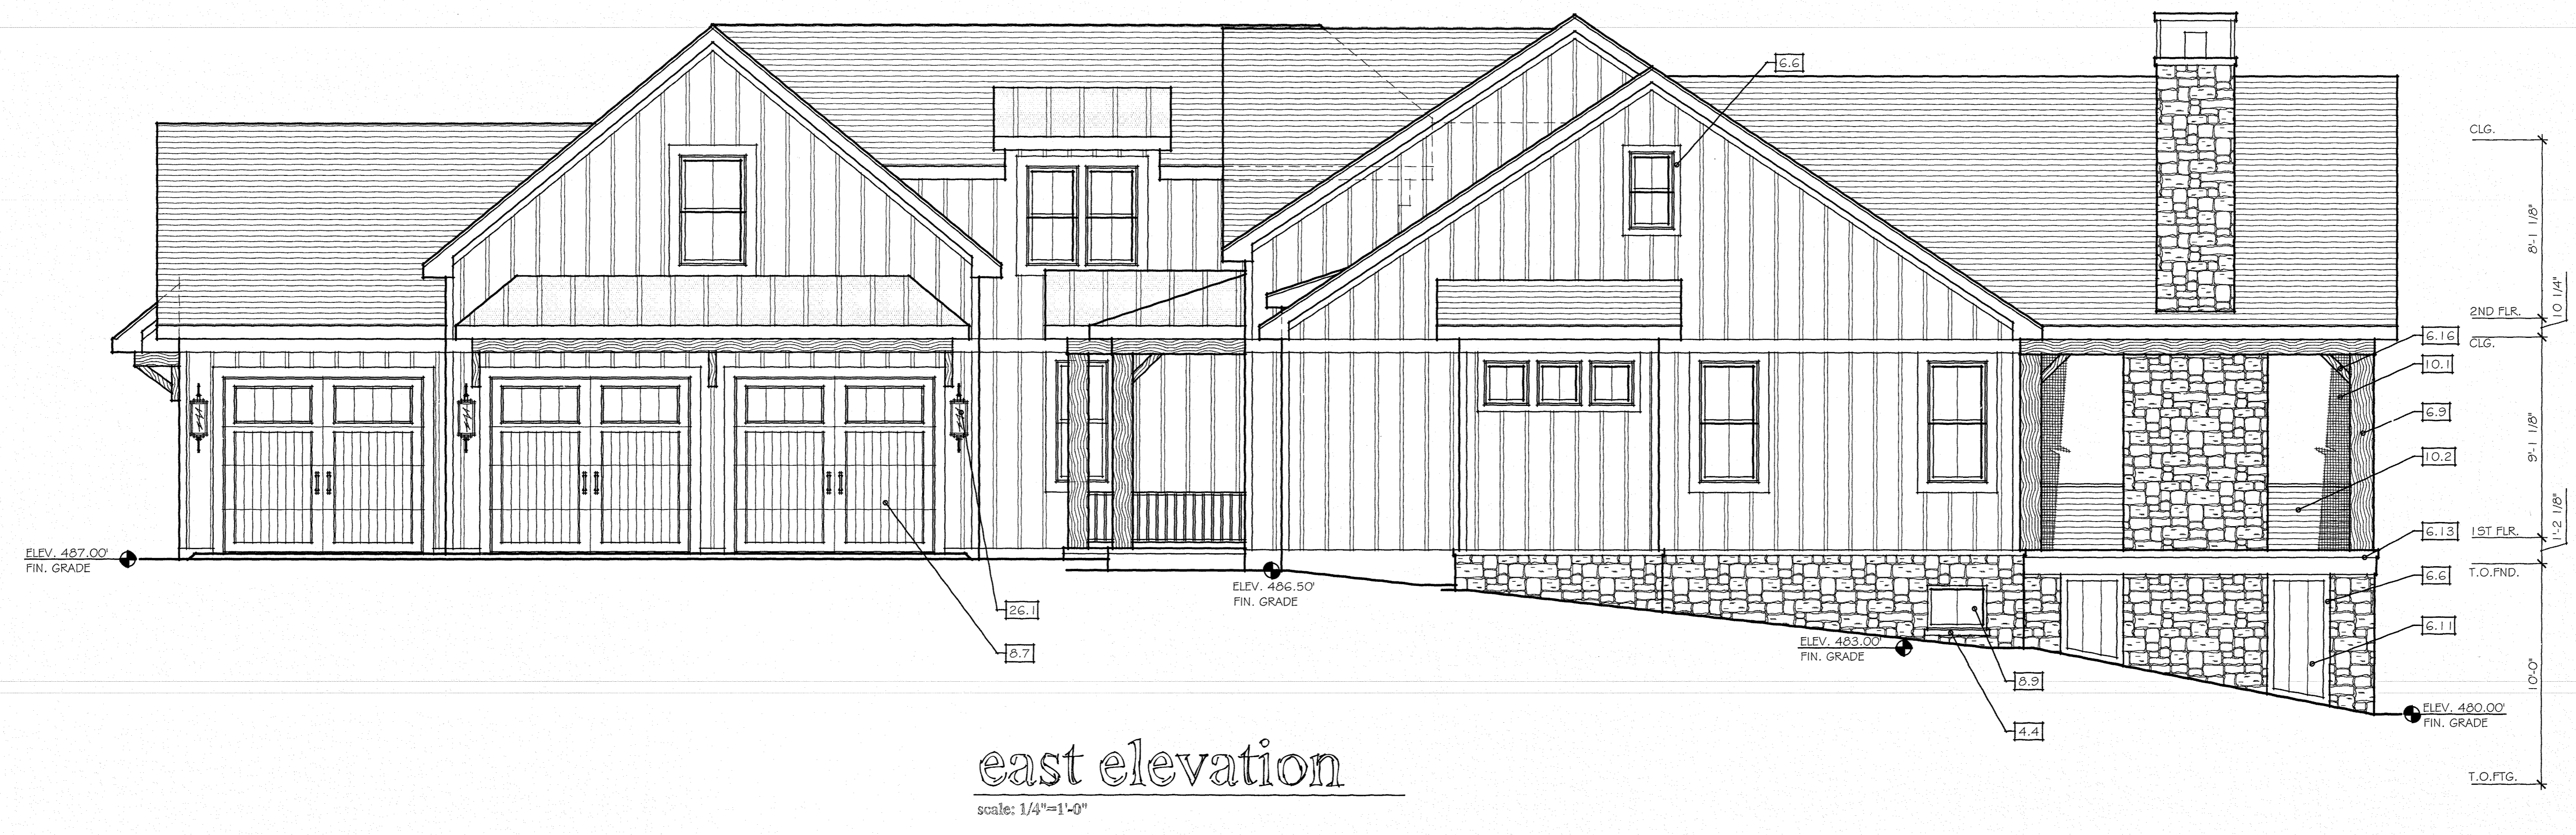 6.6
CLG.
8'-1 1/8"
2ND FLR.
10 1/4"
CLG.
6.16
10.1
6.9
10.2
9'-1 1/8"
6.13
1ST FLR.
1'-2 1/8"
T.O.FND.
6.6
6.11
10'-0"
ELEV. 487.00'
FIN. GRADE
ELEV. 486.50'
FIN. GRADE
26.1
8.7
ELEV. 483.00'
FIN. GRADE
8.9
4.4
ELEV. 480.00'
FIN. GRADE
T.O.FTG.
east elevation
scale: 1/4"=1'-0"